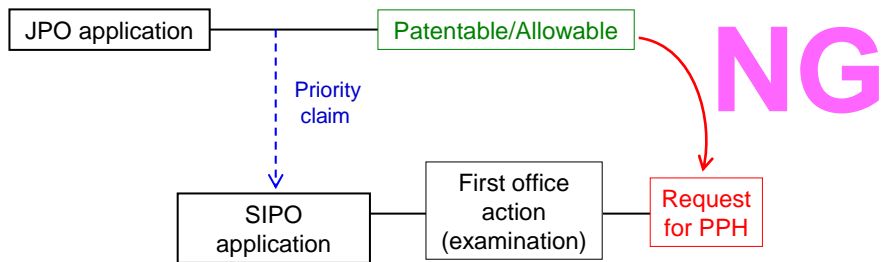 JPO application
Patentable/Allowable
NG
Priority
claim
SIPO
application
First office
action
(examination)
Request
for PPH